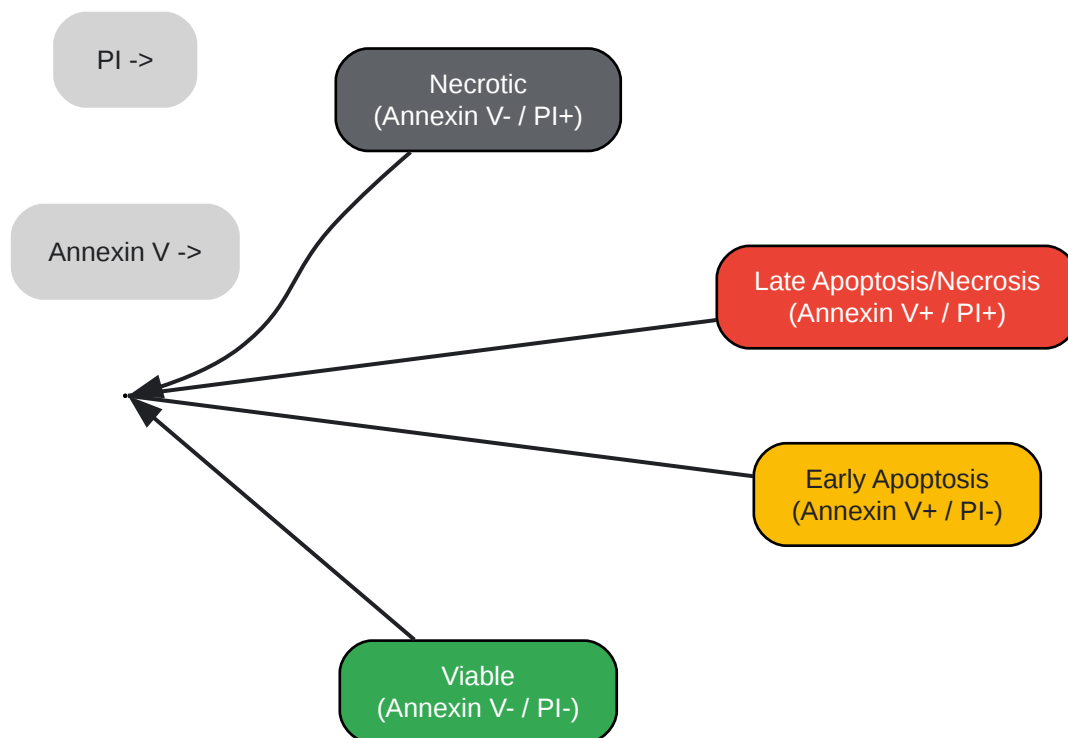 PI ->
Necrotic
(Annexin V- / PI+)
Annexin V ->
Late Apoptosis/Necrosis
(Annexin V+ / PI+)
Early Apoptosis
(Annexin V+ / PI-)
Viable
(Annexin V- / PI-)